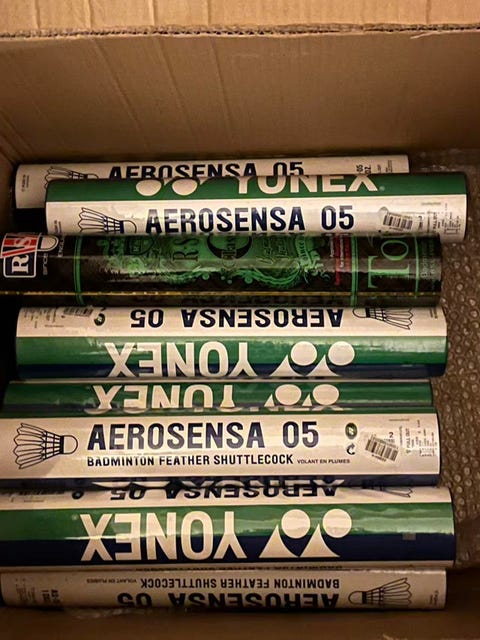 AEROSENSA 05
YONEX
AEROSENSA 05
RSL
Tou
AEROSENSA 05
YONEX
YONEX
AEROSENSA 05
BADMINTON FEATHER SHUTTLECOCK VOLANT EN PLUMES
AEROSENSA 05
YONEX
BADMINTON FEATHER SHUTTLECOCK VOLANT EN PLUMES
AEROSENSA 05